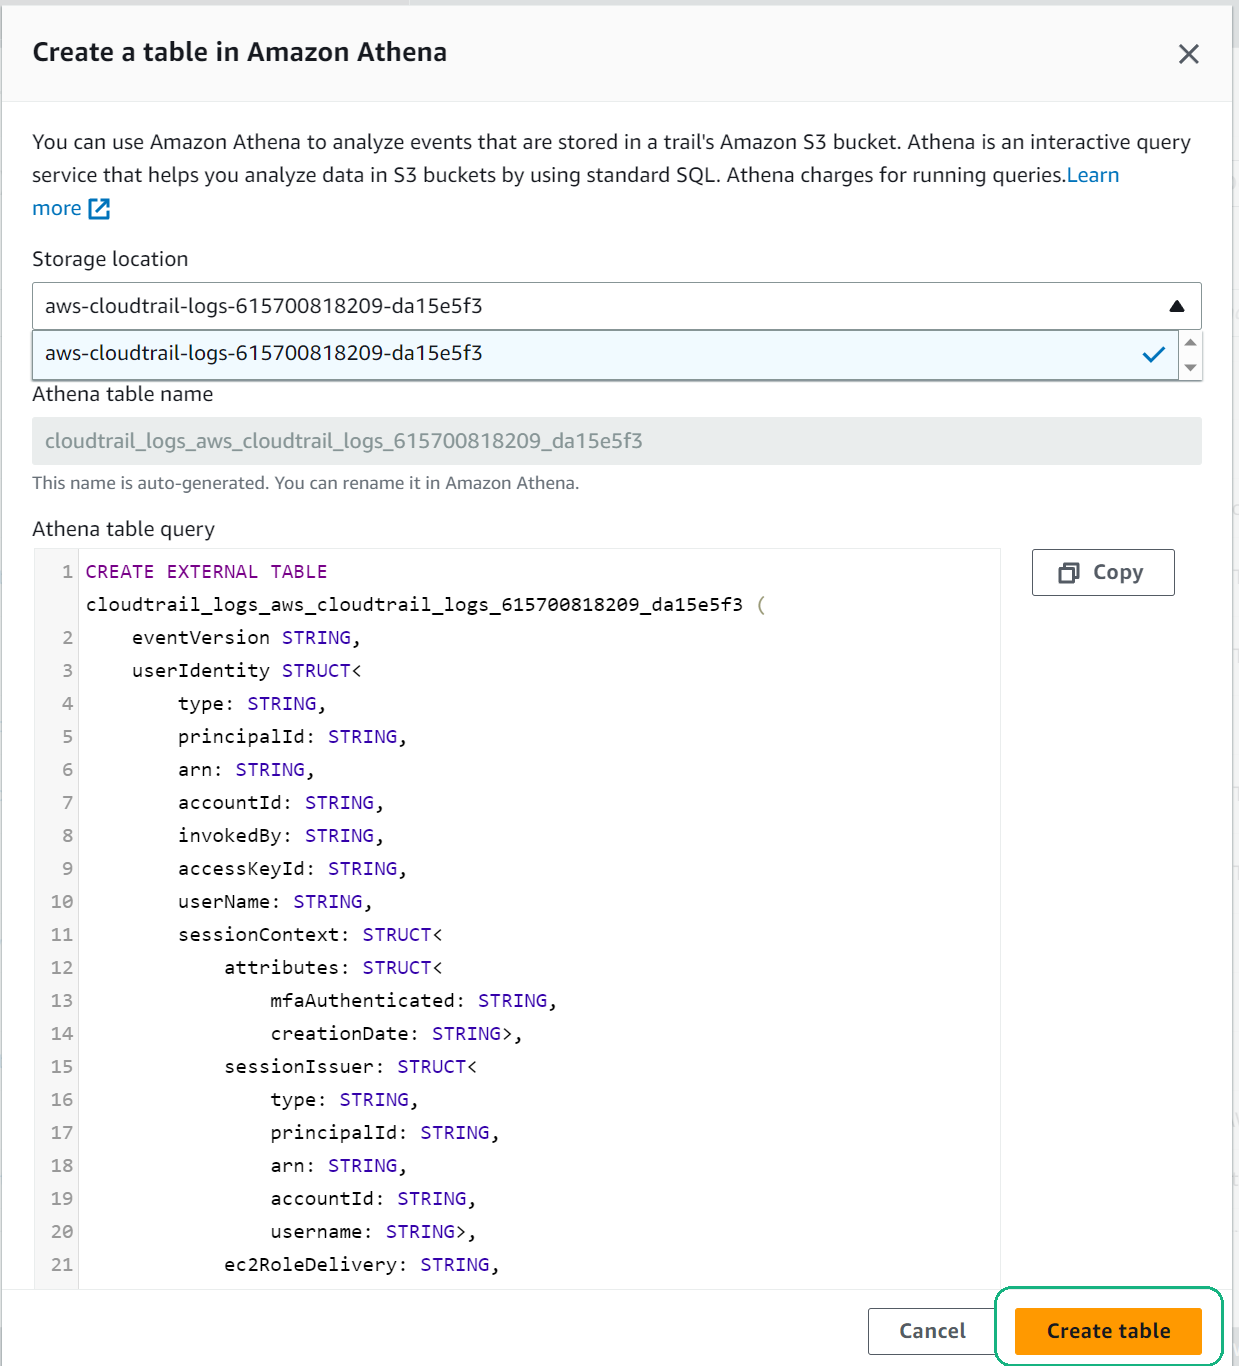 Create a table in Amazon Athena
You can use Amazon Athena to analyze events that are stored in a trail's Amazon S3 bucket. Athena is an interactive query
service that helps you analyze data in S3 buckets by using standard SQL. Athena charges for running queries.Learn
more
Storage location
aws-cloudtrail-logs-615700818209-da15e5f3
aws-cloudtrail-logs-615700818209-da15e5f3
Athena table name
cloudtrail_logs_aws_cloudtrail_logs_615700818209_da15e5f3
This name is auto-generated. You can rename it in Amazon Athena.
Athena table query
Copy
1 CREATE EXTERNAL TABLE
cloudtrail_logs_aws_cloudtrail_logs_615700818209_da15e5f3 (
2 eventVersion STRING,
3 userIdentity STRUCT<
4 type: STRING,
5 principalId: STRING,
6 arn: STRING,
7 accountId: STRING,
8 invokedBy: STRING,
9 accessKeyId: STRING,
10 userName: STRING,
11 sessionContext: STRUCT<
12 attributes: STRUCT<
13 mfaAuthenticated: STRING,
14 creationDate: STRING>,
15 sessionIssuer: STRUCT<
16 type: STRING,
17 principalId: STRING,
18 arn: STRING,
19 accountId: STRING,
20 username: STRING>,
21 ec2RoleDelivery: STRING,
Cancel
Create table